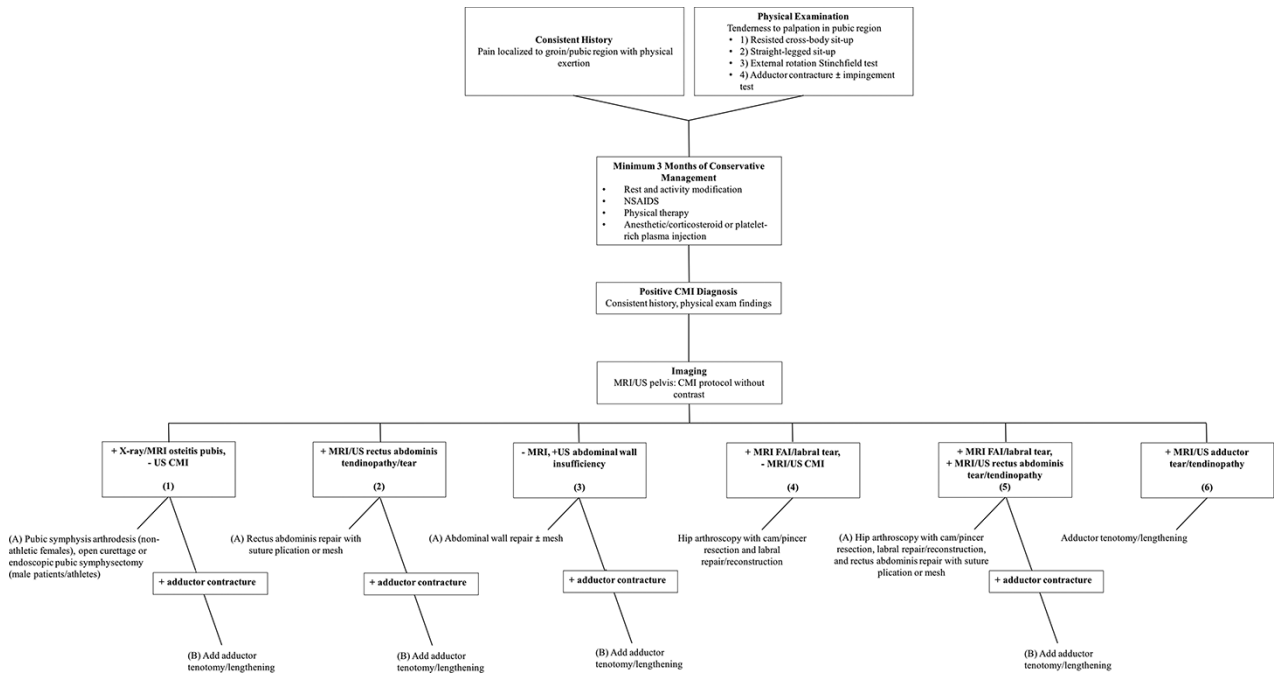 Consistent History
Pain localized to groin/pubic region with physical
exertion
Physical Examination
Tenderness to palpation in pubic region
• 1) Resisted cross-body sit-up
• 2) Straight-legged sit-up
• 3) External rotation Stinchfield test
• 4) Adductor contracture ± impingement
test
Minimum 3 Months of Conservative
Management
• Rest and activity modification
• NSAIDS
• Physical therapy
• Anesthetic/corticosteroid or platelet-
rich plasma injection
Positive CMI Diagnosis
Consistent history, physical exam findings
Imaging
MRI/US pelvis: CMI protocol without
contrast
+ X-ray/MRI osteitis pubis,
- US CMI
(1)
+ MRI/US rectus abdominis
tendinopathy/tear
(2)
- MRI, +US abdominal wall
insufficiency
(3)
+ MRI FAI/labral tear,
- MRI/US CMI
(4)
+ MRI FAI/labral tear,
+ MRI/US rectus abdominis
tear/tendinopathy
(5)
+ MRI/US adductor
tear/tendinopathy
(6)
(A) Pubic symphysis arthrodesis (non-
athletic females), open curettage or
endoscopic pubic symphysectomy
(male patients/athletes)
(A) Rectus abdominis repair with
suture plication or mesh
(A) Abdominal wall repair ± mesh
Hip arthroscopy with cam/pincer
resection and labral
repair/reconstruction
(A) Hip arthroscopy with cam/pincer
resection, labral repair/reconstruction,
and rectus abdominis repair with suture
plication or mesh
Adductor tenotomy/lengthening
+ adductor contracture
+ adductor contracture
+ adductor contracture
+ adductor contracture
(B) Add adductor
tenotomy/lengthening
(B) Add adductor
tenotomy/lengthening
(B) Add adductor
tenotomy/lengthening
(B) Add adductor
tenotomy/lengthening